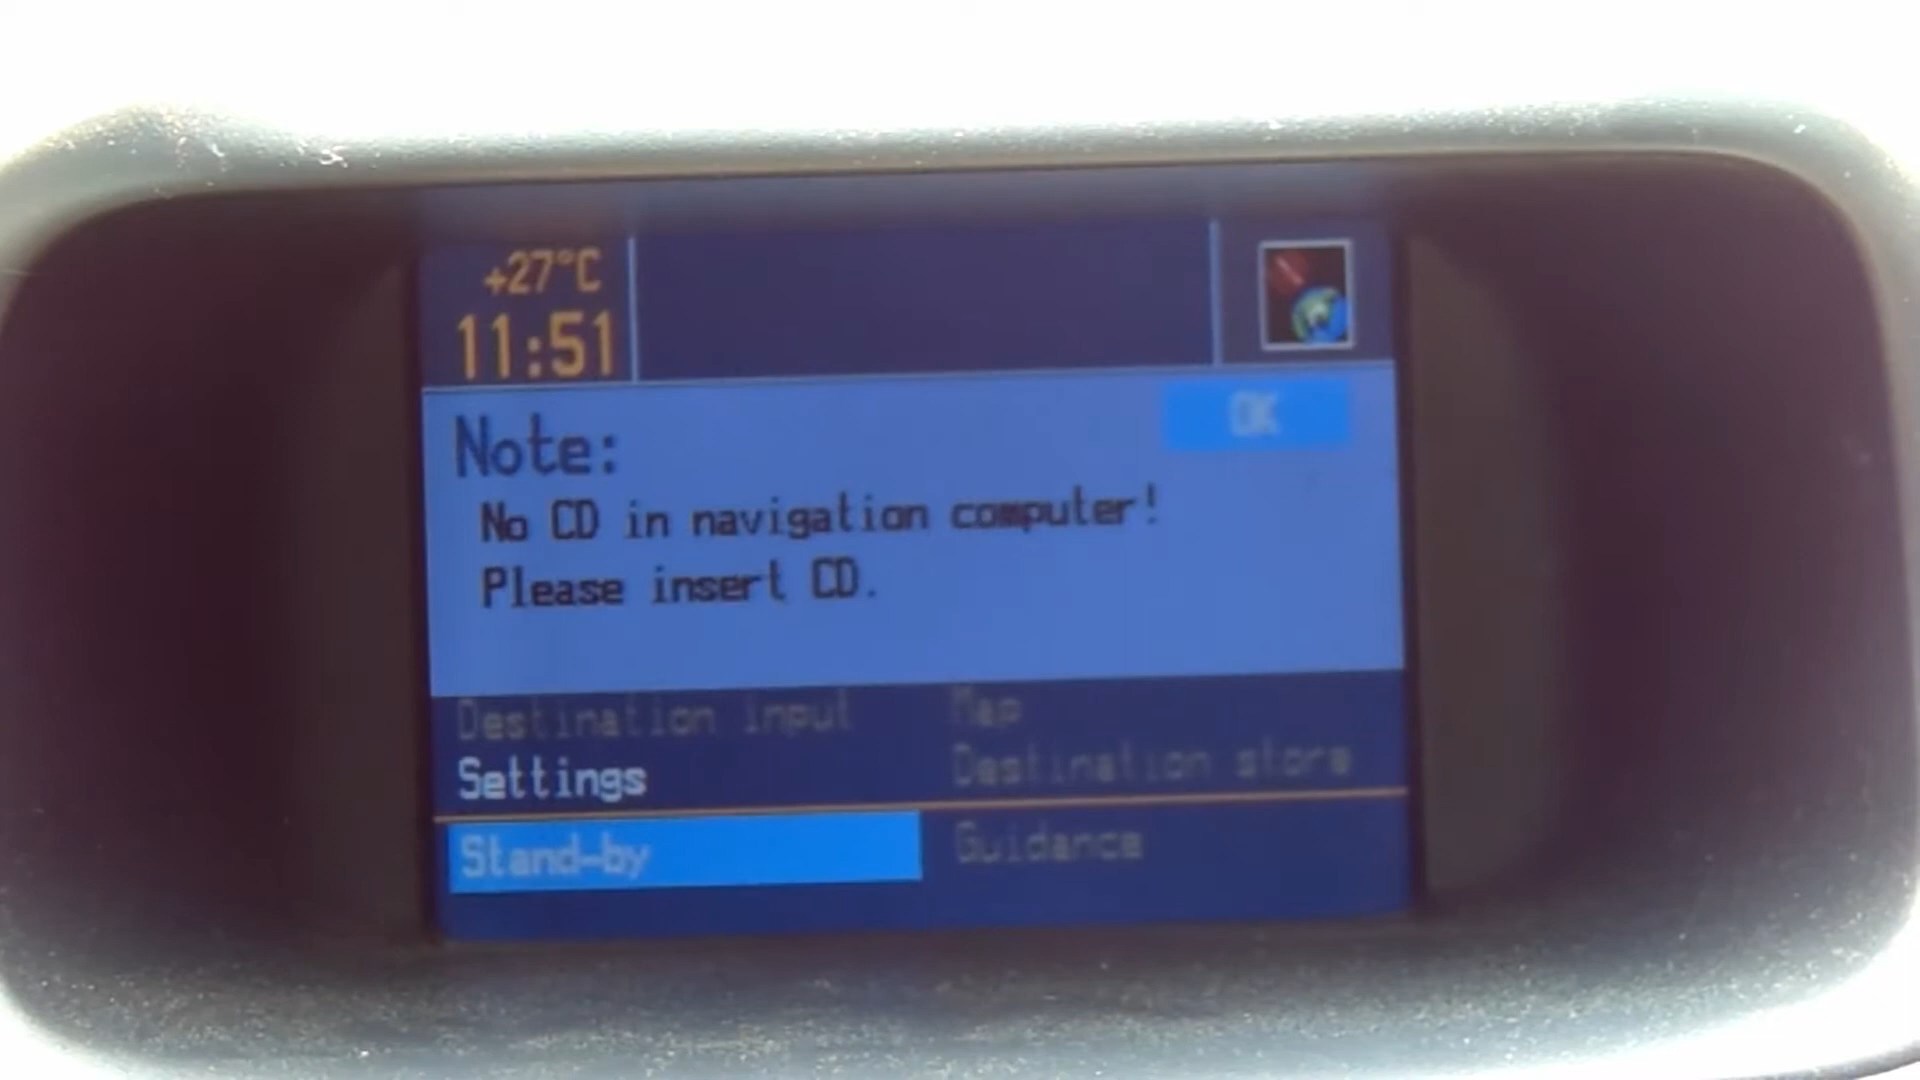 +27°C
11:51
OK
Note:
No CD in navigation computer!
Please insert CD.
Destination input Map
Settings Destination store
Stand-by Guidance